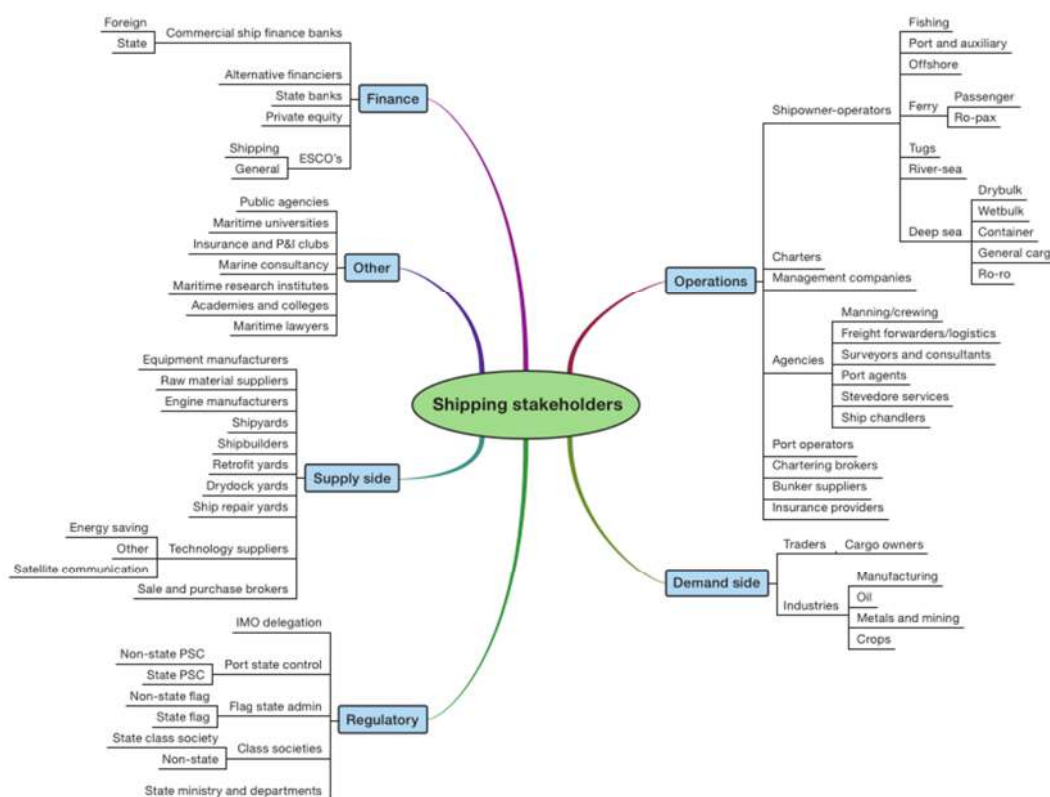 Shipping stakeholders
Finance
Commercial ship finance banks
Foreign
State
Alternative financiers
State banks
Private equity
ESCO's
Shipping
General
Other
Public agencies
Maritime universities
Insurance and P&I clubs
Marine consultancy
Maritime research institutes
Academies and colleges
Maritime lawyers
Supply side
Equipment manufacturers
Raw material suppliers
Engine manufacturers
Shipyards
Shipbuilders
Retrofit yards
Drydock yards
Ship repair yards
Technology suppliers
Energy saving
Other
Satellite communication
Sale and purchase brokers
Regulatory
IMO delegation
Port state control
Non-state PSC
State PSC
Flag state admin
Non-state flag
State flag
Class societies
State class society
Non-state
State ministry and departments
Operations
Shipowner-operators
Fishing
Port and auxiliary
Offshore
Ferry
Passenger
Ro-pax
Tugs
River-sea
Deep sea
Drybulk
Wetbulk
Container
General carg
Ro-ro
Charters
Management companies
Agencies
Manning/crewing
Freight forwarders/logistics
Surveyors and consultants
Port agents
Stevedore services
Ship chandlers
Port operators
Chartering brokers
Bunker suppliers
Insurance providers
Demand side
Traders
Cargo owners
Industries
Manufacturing
Oil
Metals and mining
Crops